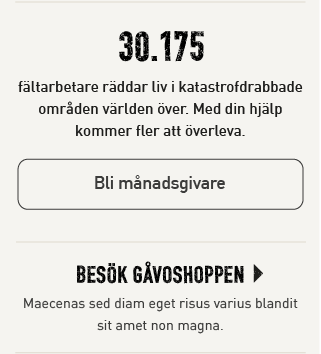 30.175
fältarbetare räddar liv i katastrofdrabbade
områden världen över. Med din hjälp
kommer fler att överleva.
Bli månadsgivare
BESÖK GÅVOSHOPPEN
Maecenas sed diam eget risus varius blandit
sit amet non magna.